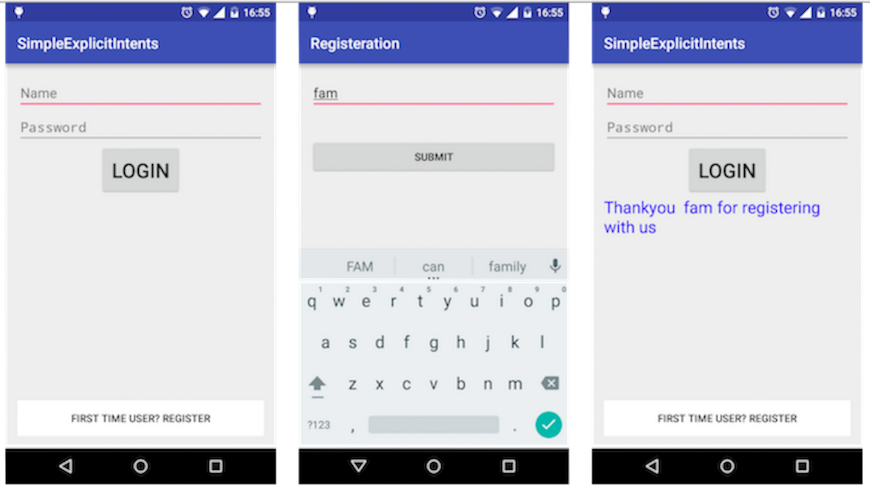 16:55
SimpleExplicitIntents
Name
Password
LOGIN
FIRST TIME USER? REGISTER
16:55
Registeration
fam
SUBMIT
FAM can family
1 2 3 4 5 6 7 8 9 0
q w e r t y u i o p
a s d f g h j k l
z x c v b n m
?123 , .
16:55
SimpleExplicitIntents
Name
Password
LOGIN
Thankyou  fam for registering
with us
FIRST TIME USER? REGISTER